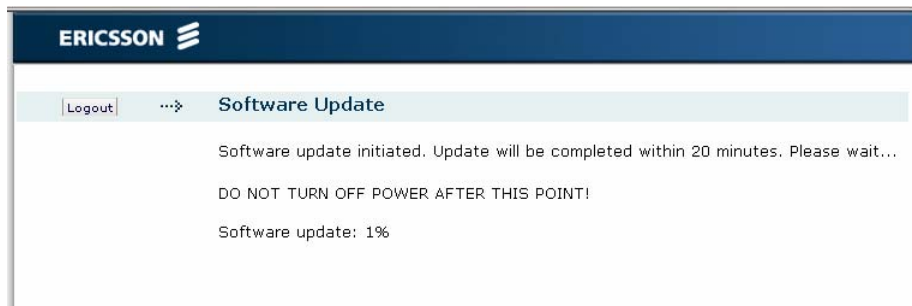 ERICSSON
Logout
Software Update
Software update initiated. Update will be completed within 20 minutes. Please wait...
DO NOT TURN OFF POWER AFTER THIS POINT!
Software update: 1%